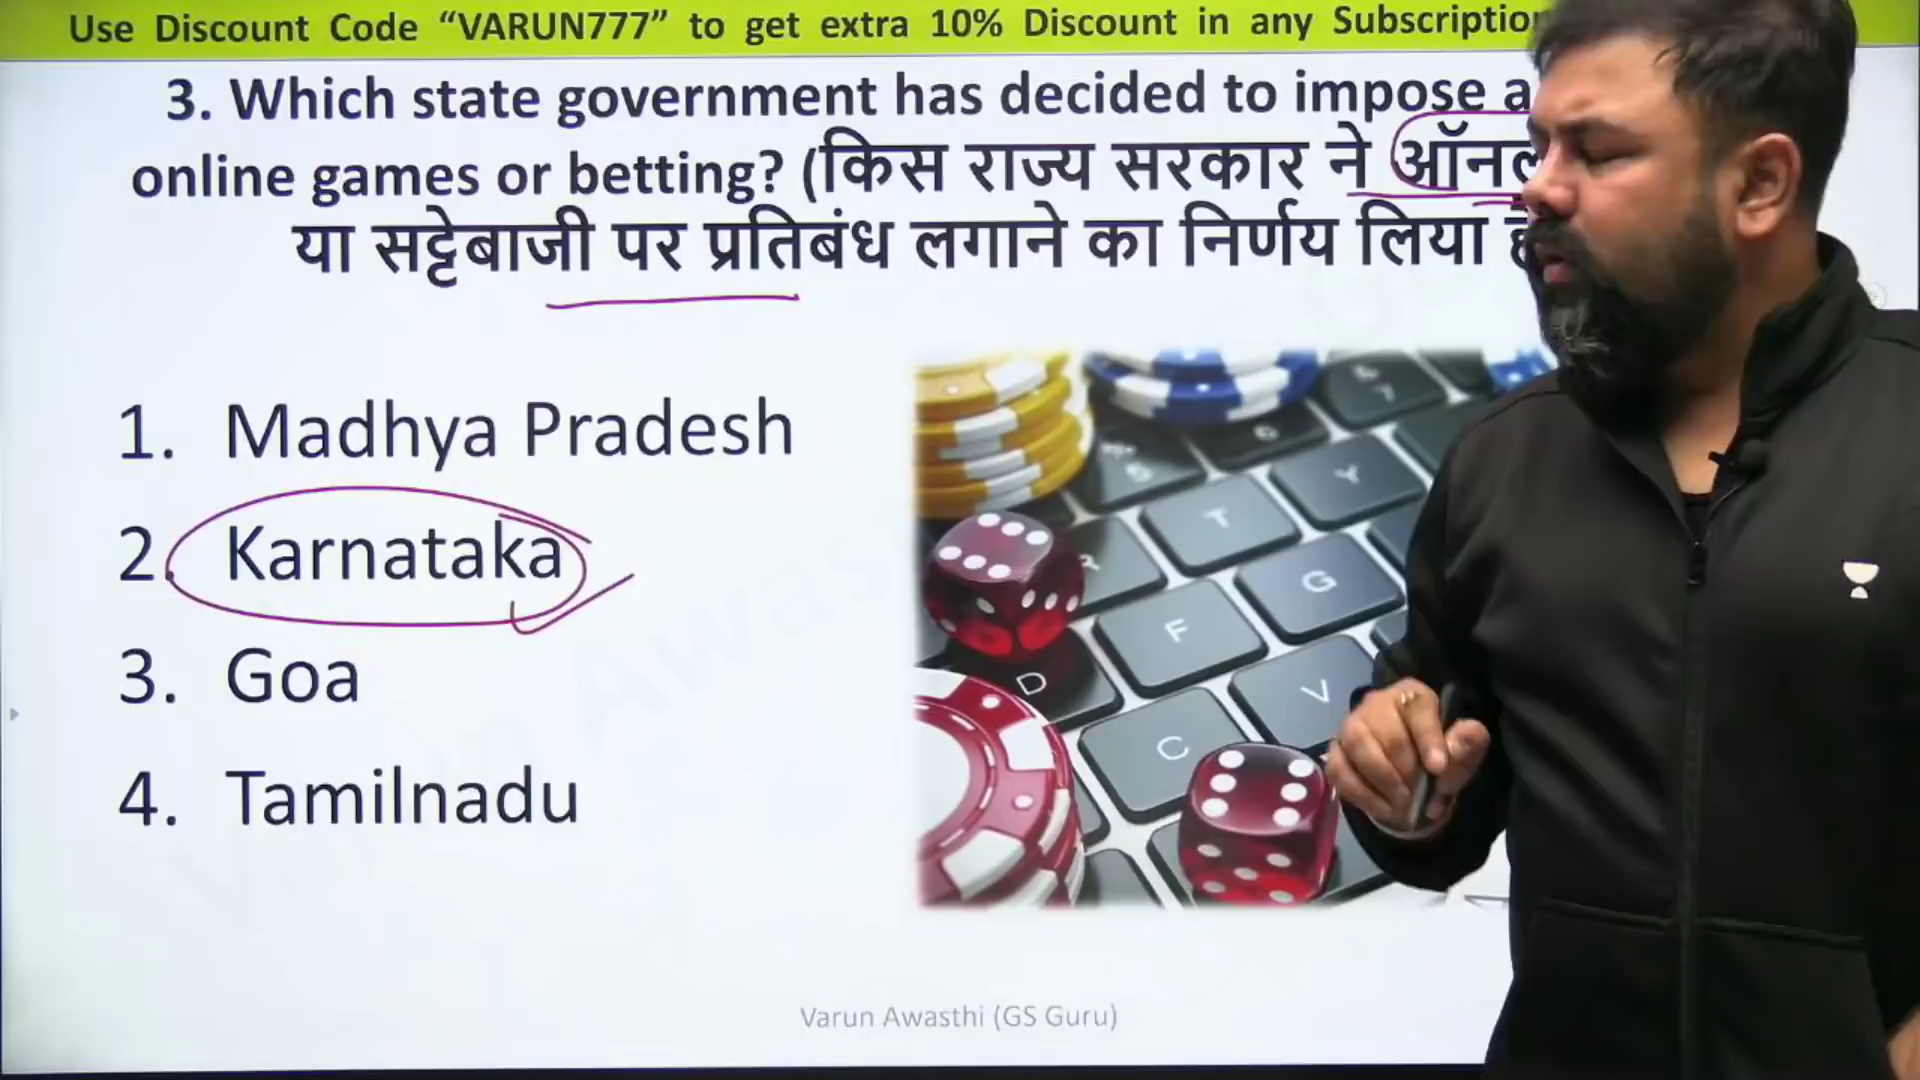 Use Discount Code “VARUN777” to get extra 10% Discount in any Subscription
3. Which state government has decided to impose a
online games or betting? (किस राज्य सरकार ने
या सट्टेबाजी पर प्रतिबंध लगाने का निर्णय लिया
1. Madhya Pradesh
2. Karnataka
3. Goa
4. Tamilnadu
Y
T
G
F
D
V
C
Varun Awasthi (GS Guru)